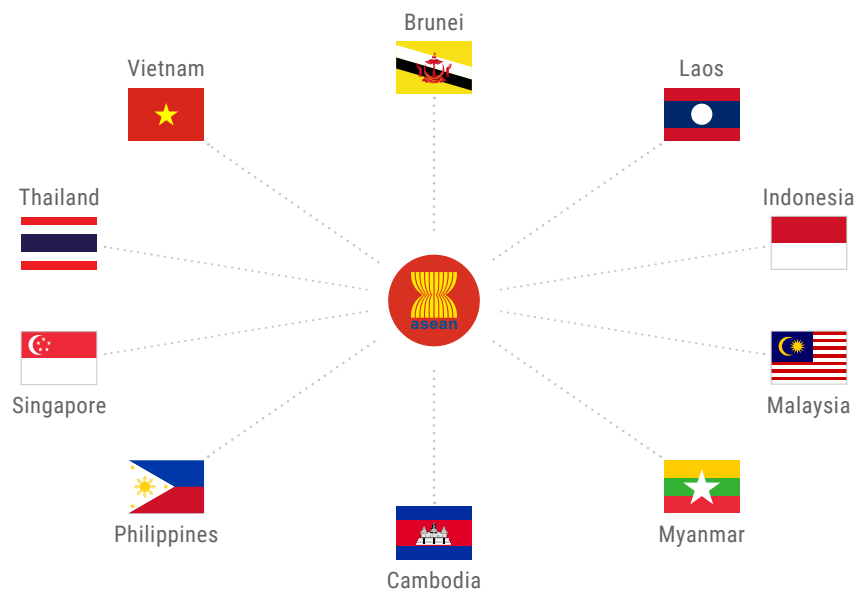 Brunei
Vietnam
Laos
Thailand
Indonesia
asean
Singapore
Malaysia
Philippines
Myanmar
Cambodia